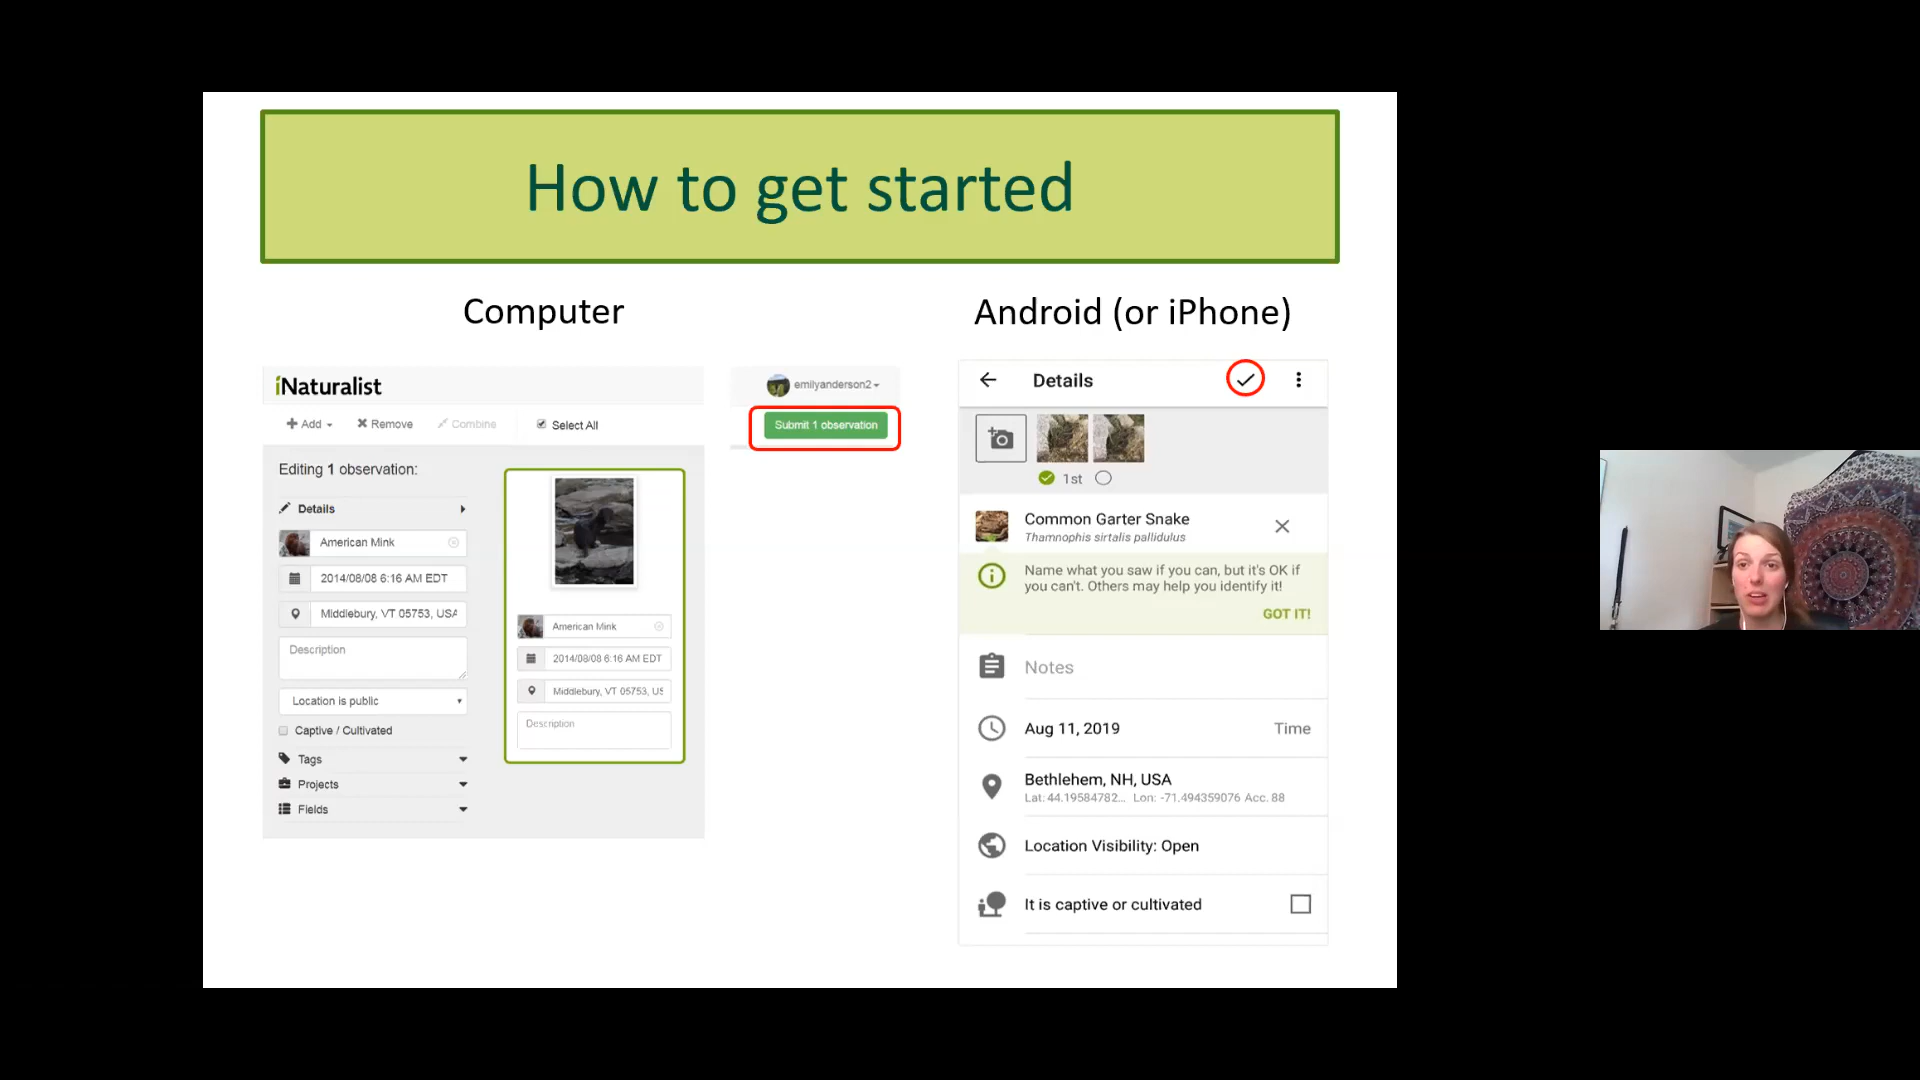 How to get started
Computer
Android (or iPhone)
iNaturalist
Add
Remove
Combine
Select All
emilyanderson2
Submit 1 observation
Editing 1 observation:
Details
American Mink
2014/08/08 6:16 AM EDT
Middlebury, VT 05753, USA
Description
Location is public
Captive / Cultivated
Tags
Projects
Fields
American Mink
2014/08/08 6:16 AM EDT
Middlebury, VT 05753, US
Description
Details
1st
Common Garter Snake
Thamnophis sirtalis pallidulus
Name what you saw if you can, but it's OK if
you can't. Others may help you identify it!
GOT IT!
Notes
Aug 11, 2019 Time
Bethlehem, NH, USA
Lat: 44.19584782... Lon: -71.494359076 Acc. 88
Location Visibility: Open
It is captive or cultivated